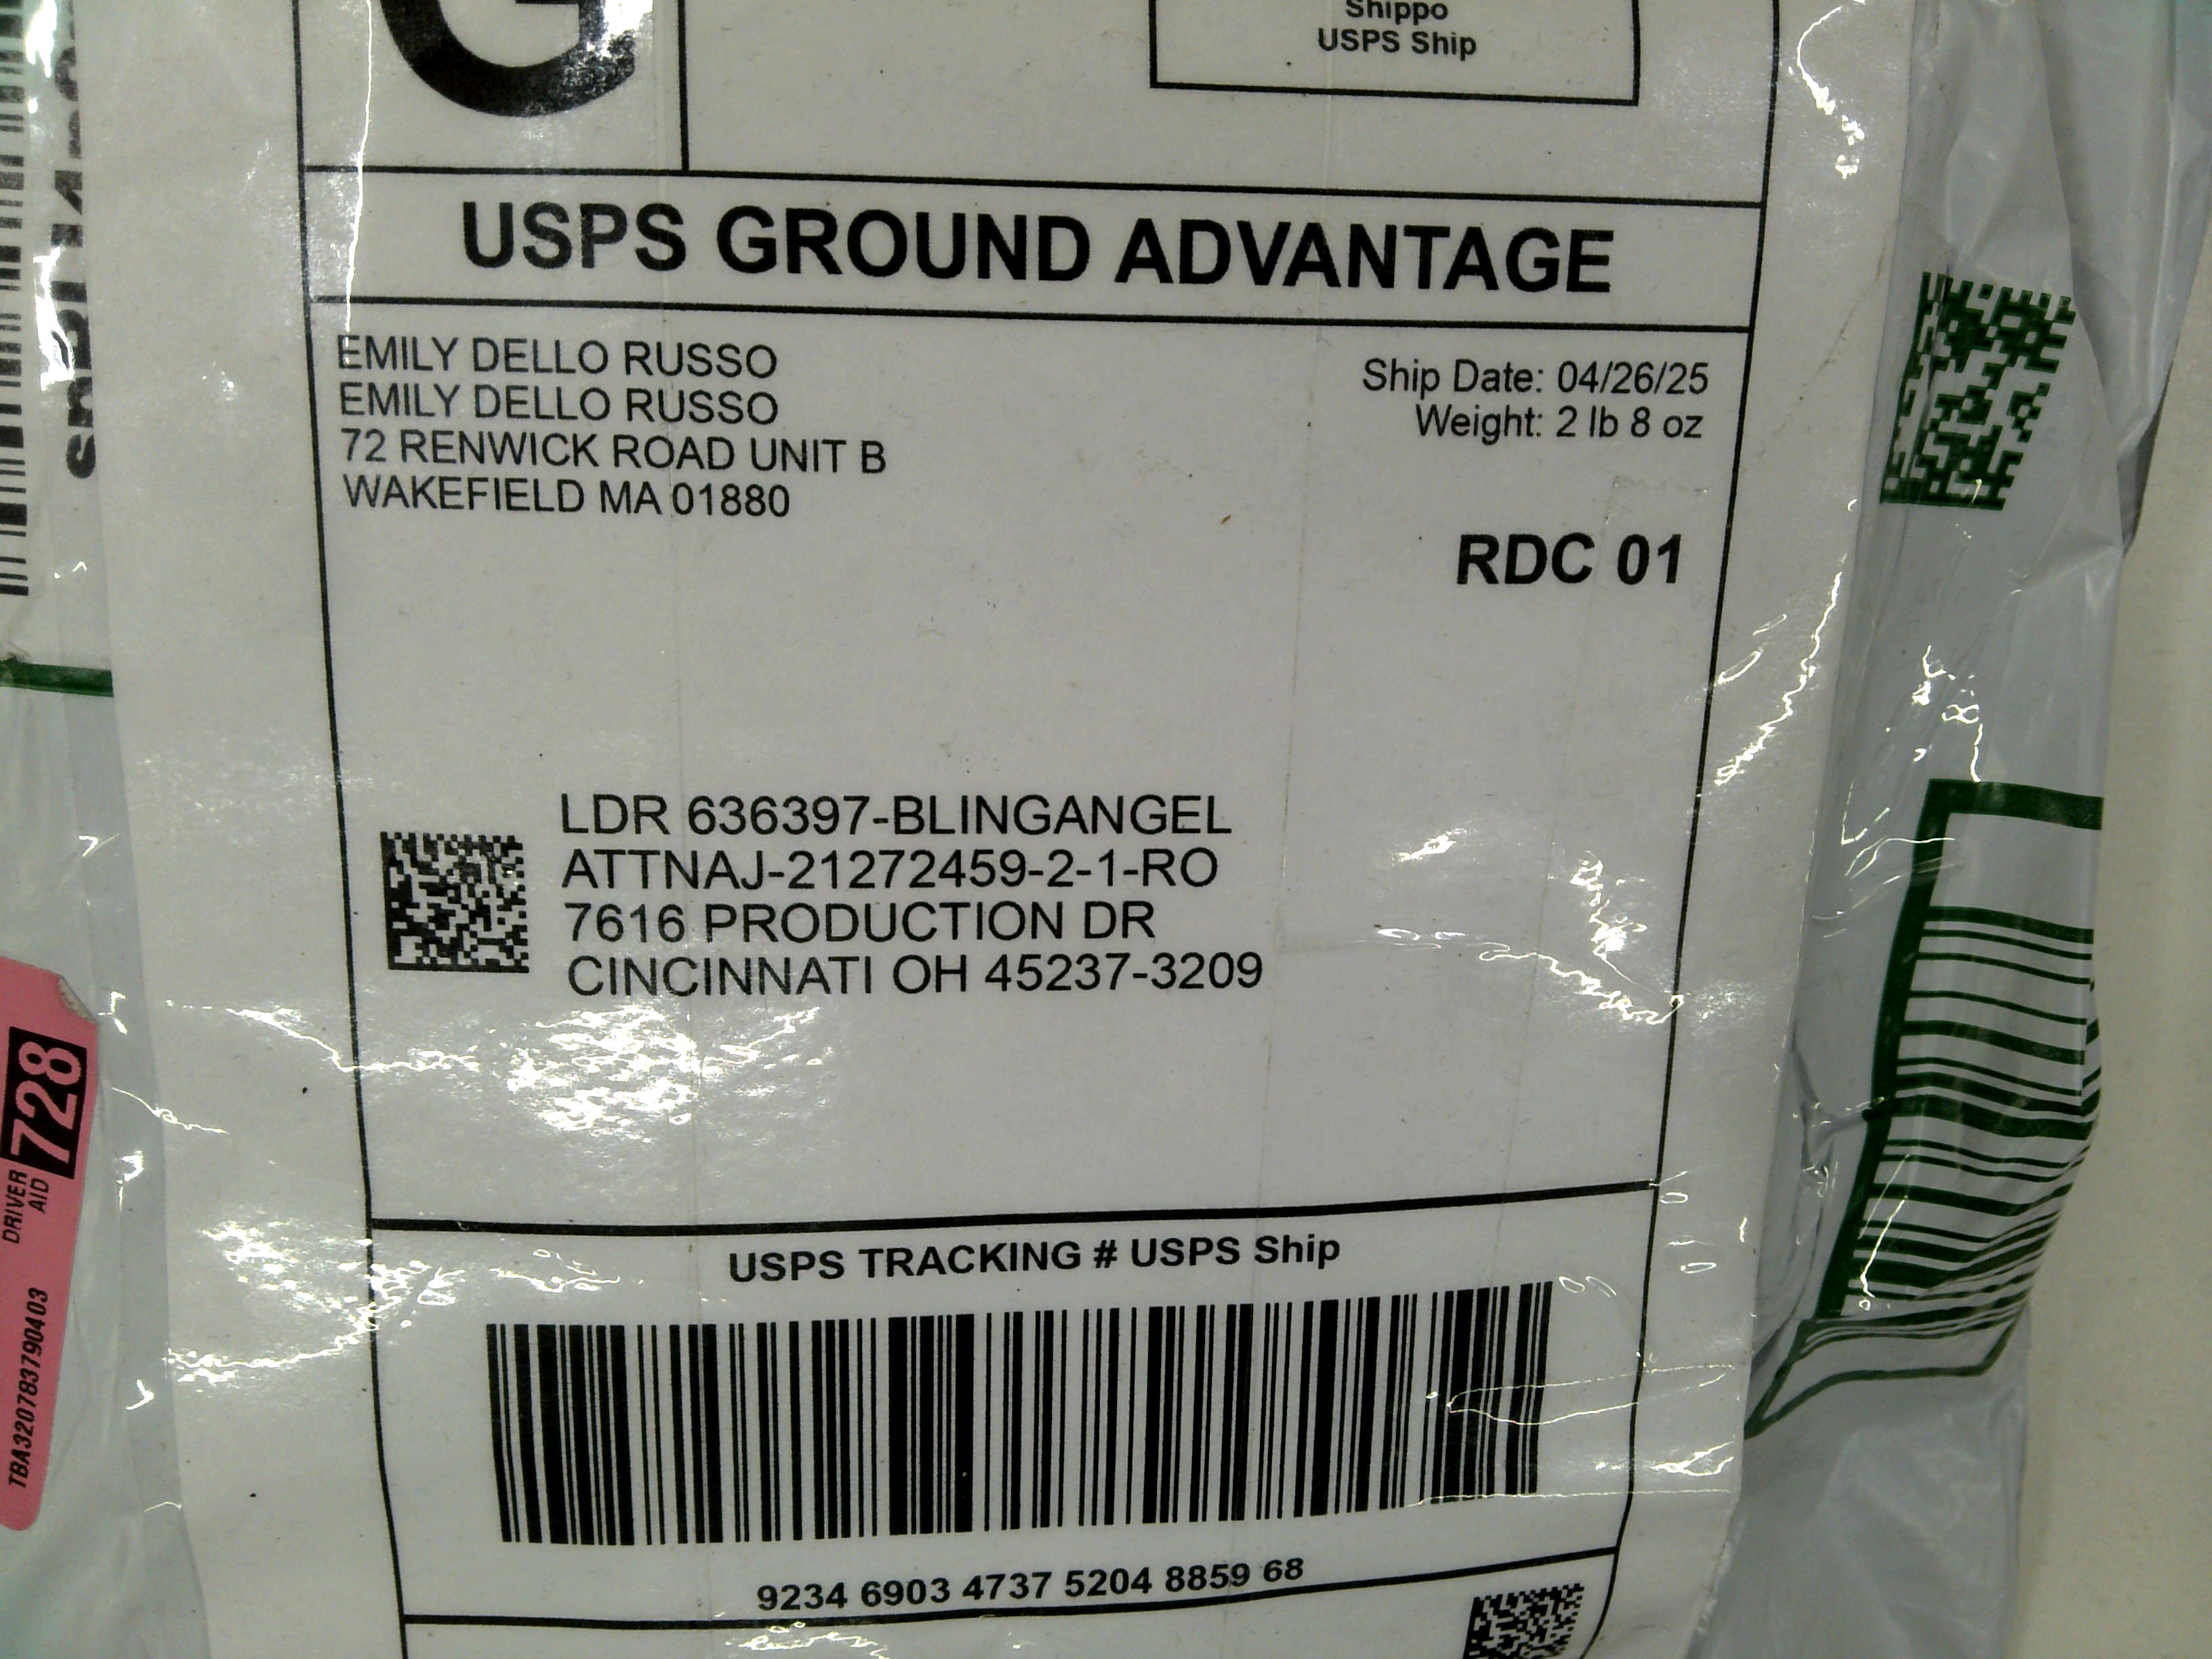 G
Shippo
USPS Ship
USPS GROUND ADVANTAGE
EMILY DELLO RUSSO
EMILY DELLO RUSSO
72 RENWICK ROAD UNIT B
WAKEFIELD MA 01880
Ship Date: 04/26/25
Weight: 2 lb 8 oz
RDC 01
LDR 636397-BLINGANGEL
ATTNAJ-21272459-2-1-RO
7616 PRODUCTION DR
CINCINNATI OH 45237-3209
USPS TRACKING # USPS Ship
9234 6903 4737 5204 8859 68
DRIVER
AID
728
TBA320783790403